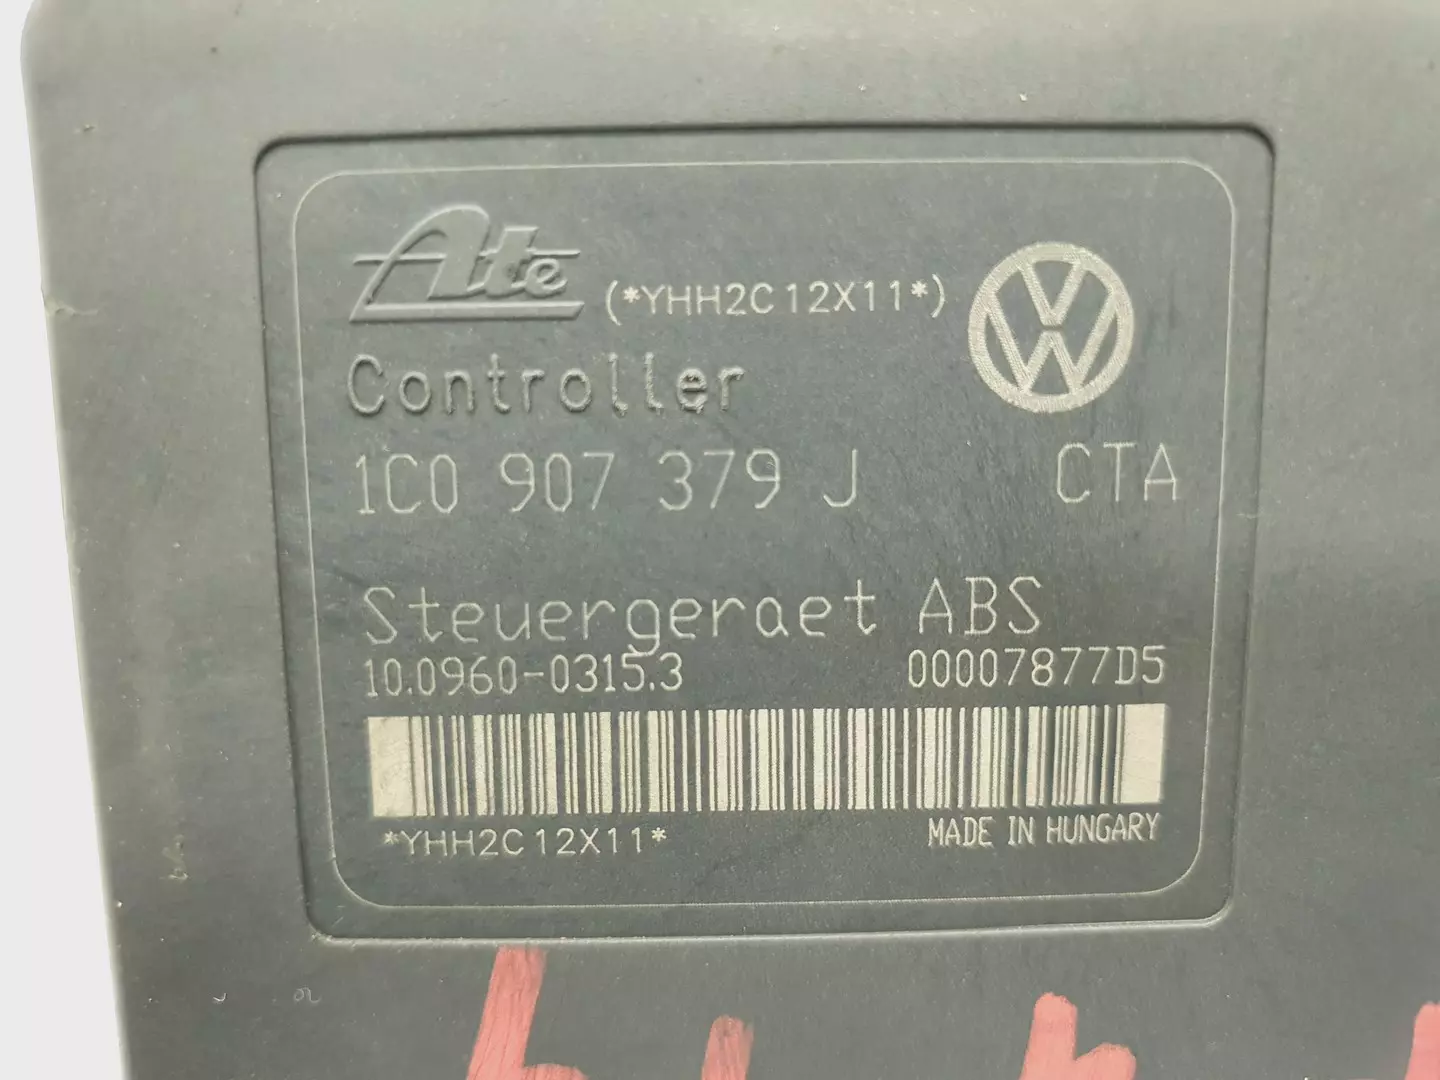 Ate (*YHH2C12X11*)
Controller
1C0 907 379 J CTA
Steuergeraet ABS
10.0960-0315.3 00007877D5
*YHH2C12X11* MADE IN HUNGARY